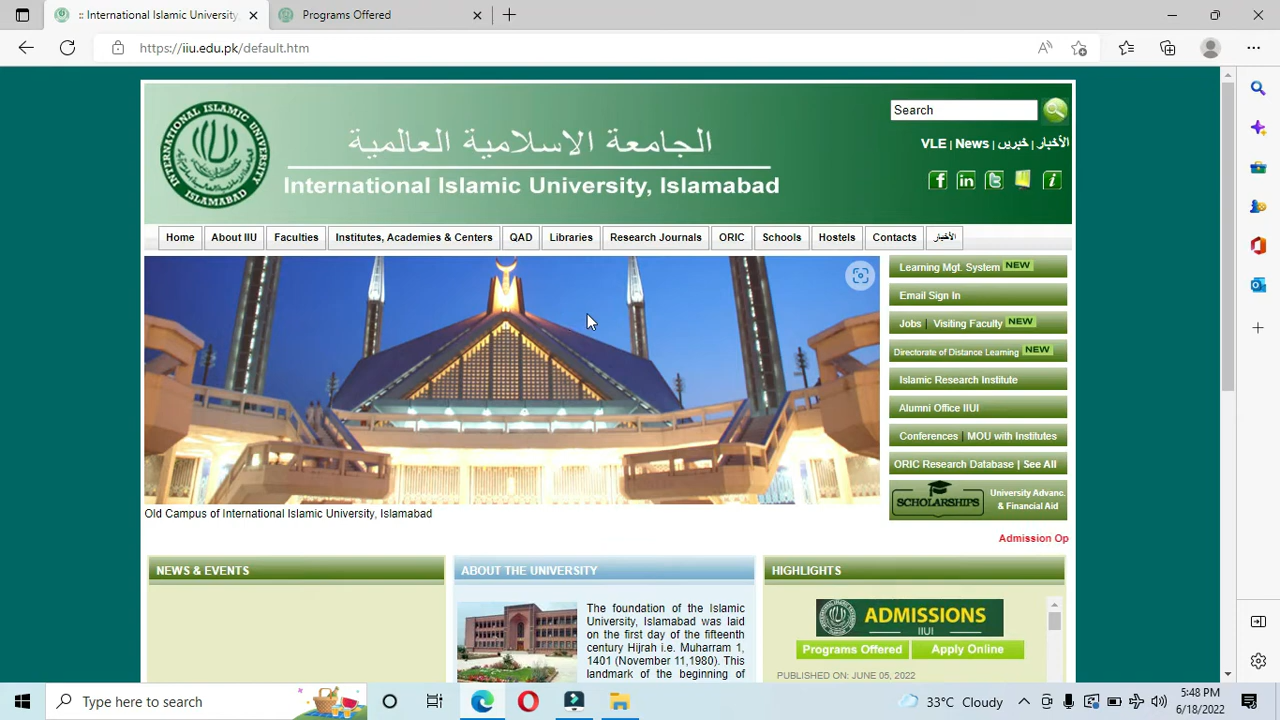 :: International Islamic Univers
Programs Offered
https://iiu.edu.pk/default.htm
INTERNATIONAL ISLAMIC UNIVERSITY
ISLAMABAD
الجامعة الاسلامية العالمية
International Islamic University, Islamabad
Search
VLE | News | خبریں | الأخبار
Home
About IIU
Faculties
Institutes, Academies & Centers
QAD
Libraries
Research Journals
ORIC
Schools
Hostels
Contacts
الأخبار
Learning Mgt. System NEW
Email Sign In
Jobs | Visiting Faculty NEW
Directorate of Distance Learning NEW
Islamic Research Institute
Alumni Office IIUI
Conferences | MOU with Institutes
ORIC Research Database | See All
SCHOLARSHIPS
University Advanc.
& Financial Aid
Old Campus of International Islamic University, Islamabad
Admission Op
NEWS & EVENTS
ABOUT THE UNIVERSITY
The foundation of the Islamic
University, Islamabad was laid
on the first day of the fifteenth
century Hijrah i.e. Muharram 1,
1401 (November 11,1980). This
landmark of the beginning of
HIGHLIGHTS
ADMISSIONS
IIUI
Programs Offered
Apply Online
PUBLISHED ON: JUNE 05, 2022
Type here to search
33°C Cloudy
5:48 PM
6/18/2022